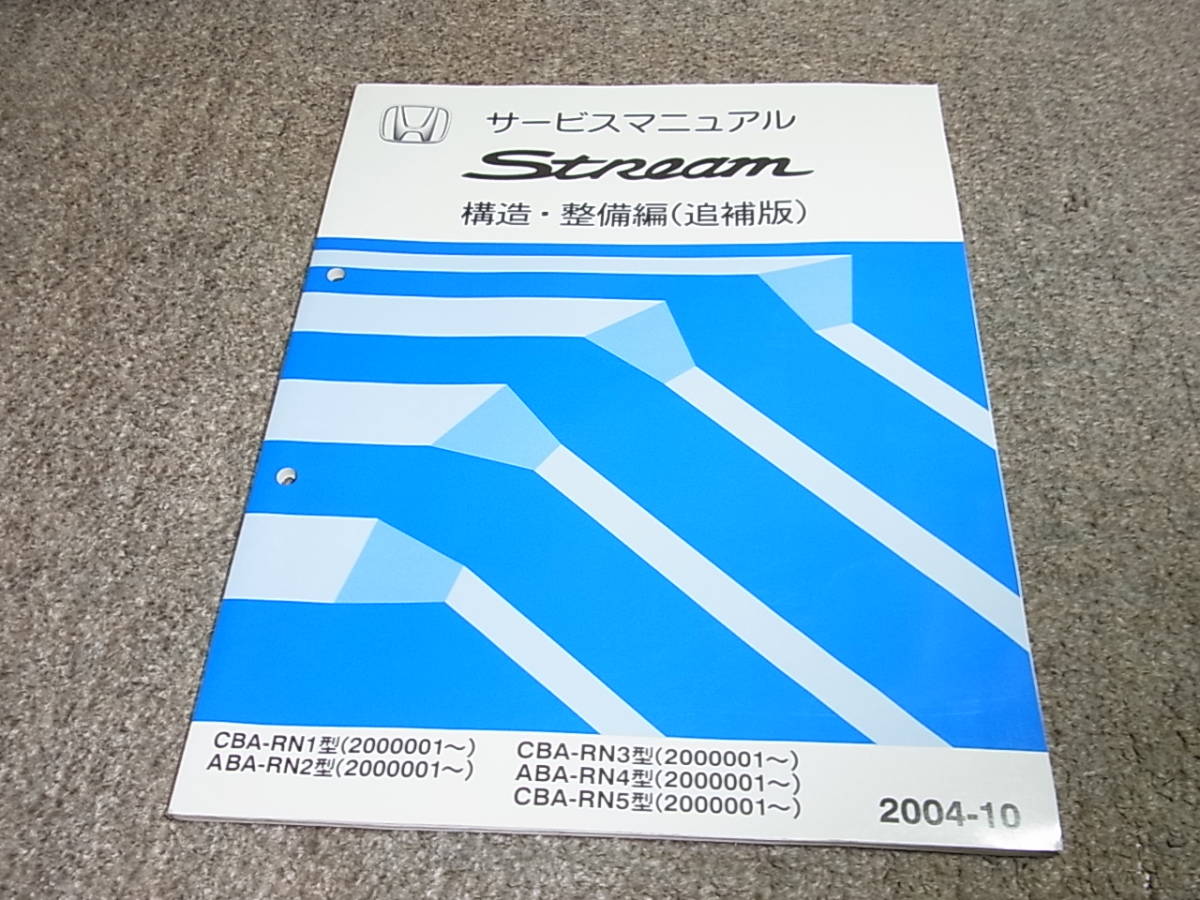 サービスマニュアル
Stream
構造・整備編(追補版)
CBA-RN1型(2000001～)
ABA-RN2型(2000001～)
CBA-RN3型(2000001～)
ABA-RN4型(2000001～)
CBA-RN5型(2000001～)
2004-10